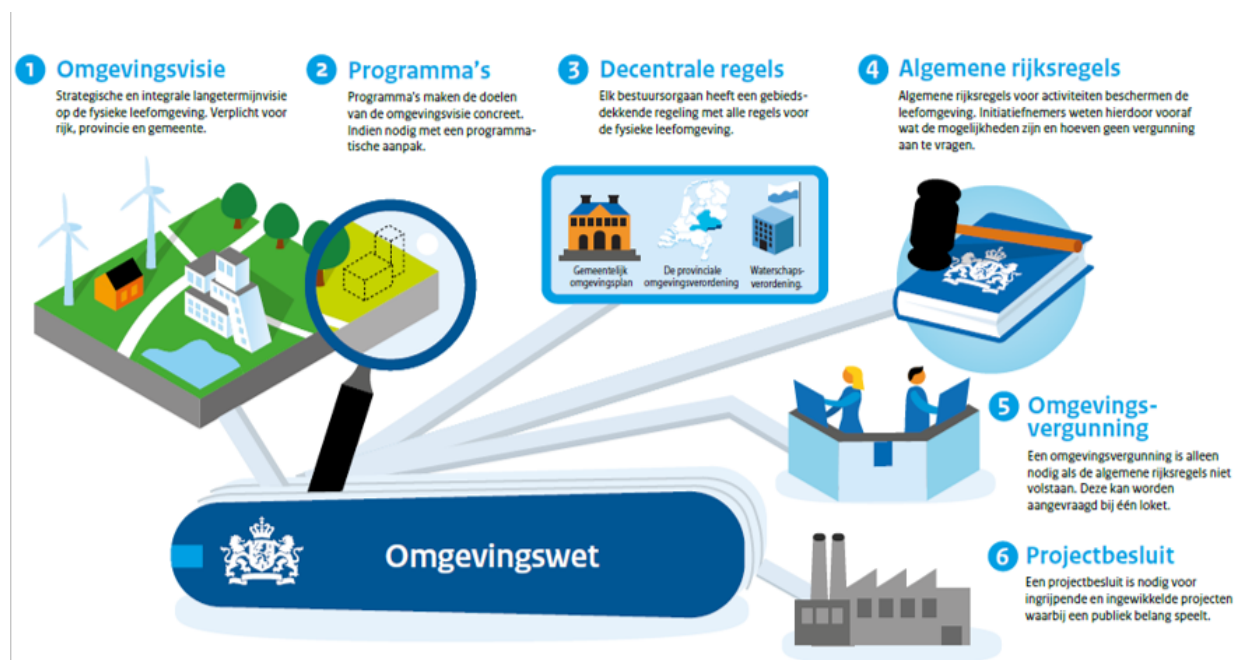 1 Omgevingsvisie
Strategische en integrale langetermijnvisie
op de fysieke leefomgeving. Verplicht voor
rijk, provincie en gemeente.
2 Programma's
Programma's maken de doelen
van de omgevingsvisie concreet.
Indien nodig met een programma-
tische aanpak.
3 Decentrale regels
Elk bestuursorgaan heeft een gebieds-
dekkende regeling met alle regels voor
de fysieke leefomgeving.
Gemeentelijk
omgevingsplan
De provinciale
omgevingsverordening
Waterschaps-
verordening.
4 Algemene rijksregels
Algemene rijksregels voor activiteiten beschermen de
leefomgeving. Initiatiefnemers weten hierdoor vooraf
wat de mogelijkheden zijn en hoeven geen vergunning
aan te vragen.
5 Omgevings-
vergunning
Een omgevingsvergunning is alleen
nodig als de algemene rijksregels niet
volstaan. Deze kan worden
aangevraagd bij één loket.
6 Projectbesluit
Een projectbesluit is nodig voor
ingrijpende en ingewikkelde projecten
waarbij een publiek belang speelt.
Omgevingswet